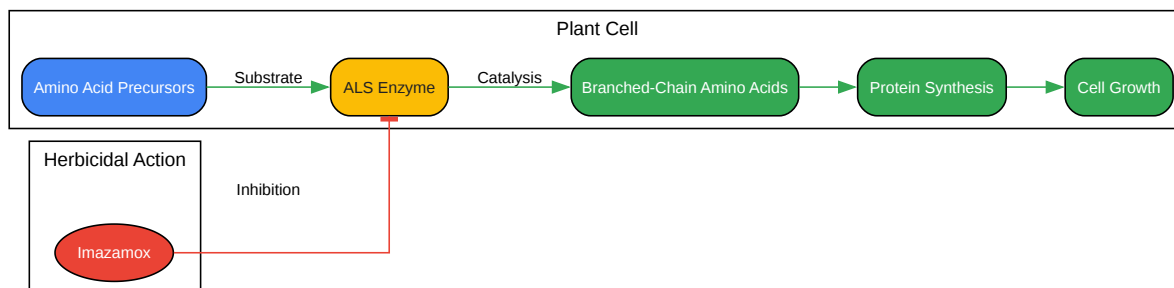 Plant Cell
Amino Acid Precursors
Substrate
ALS Enzyme
Catalysis
Branched-Chain Amino Acids
Protein Synthesis
Cell Growth
Herbicidal Action
Inhibition
Imazamox